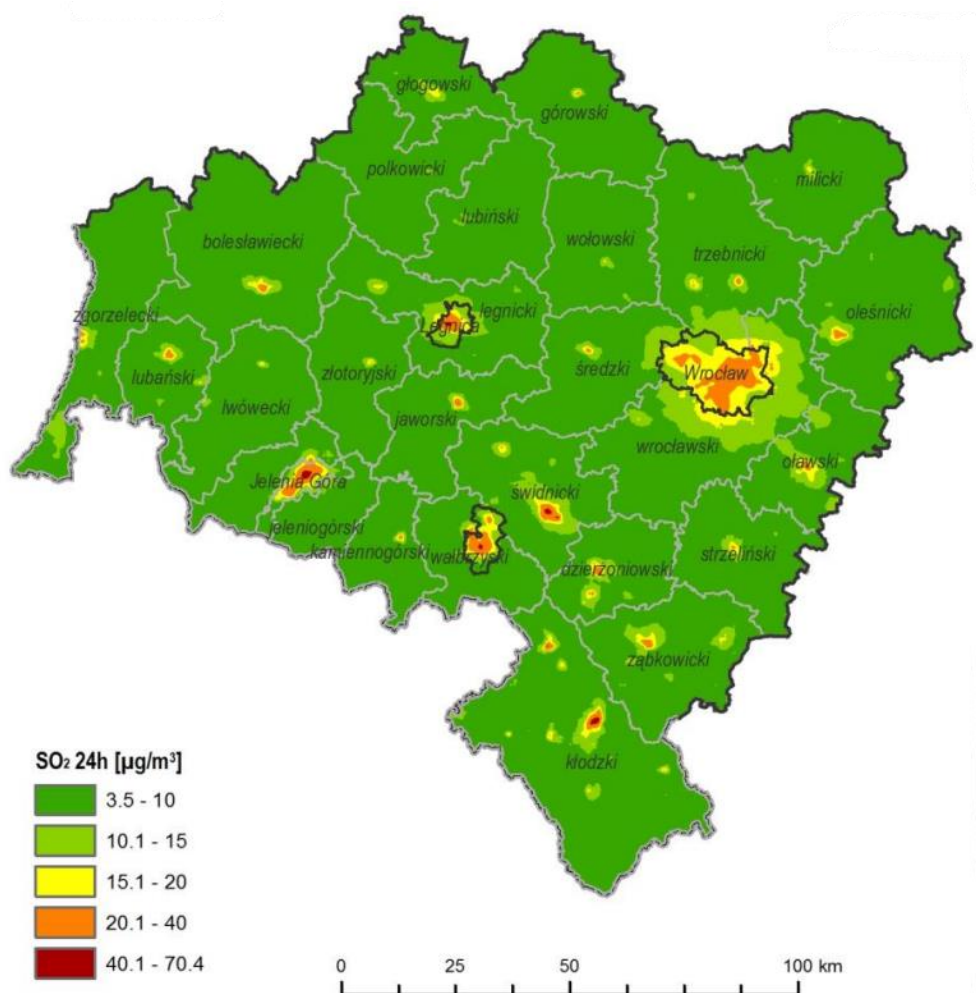 głogowski
górowski
polkowicki
milicki
lubiński
bolesławiecki
wołowski
trzebnicki
zgorzelecki
legnicki
oleśnicki
Legnica
lubański
złotoryjski
średzki
Wrocław
lwówecki
jaworski
wrocławski
oławski
Jelenia Góra
świdnicki
jeleniogórski
kamiennogórski
wałbrzyski
strzeliński
dzierżoniowski
ząbkowicki
kłodzki
SO₂ 24h [µg/m³]
3.5 - 10
10.1 - 15
15.1 - 20
20.1 - 40
40.1 - 70.4
0 25 50 100 km